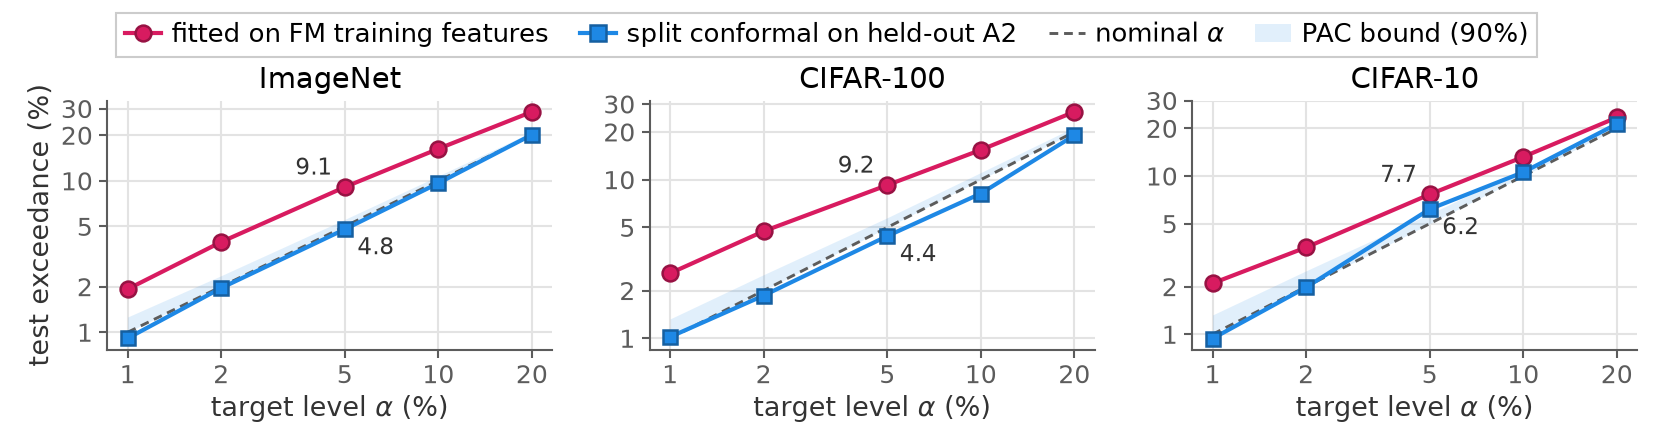 fitted on FM training features split conformal on held-out A2 nominal α PAC bound (90%)
ImageNet CIFAR-100 CIFAR-10
test exceedance (%)
30
20
10
5
2
1
9.1
4.8
1 2 5 10 20
target level α (%)
30
20
10
5
2
1
9.2
4.4
1 2 5 10 20
target level α (%)
30
20
10
5
2
1
7.7
6.2
1 2 5 10 20
target level α (%)